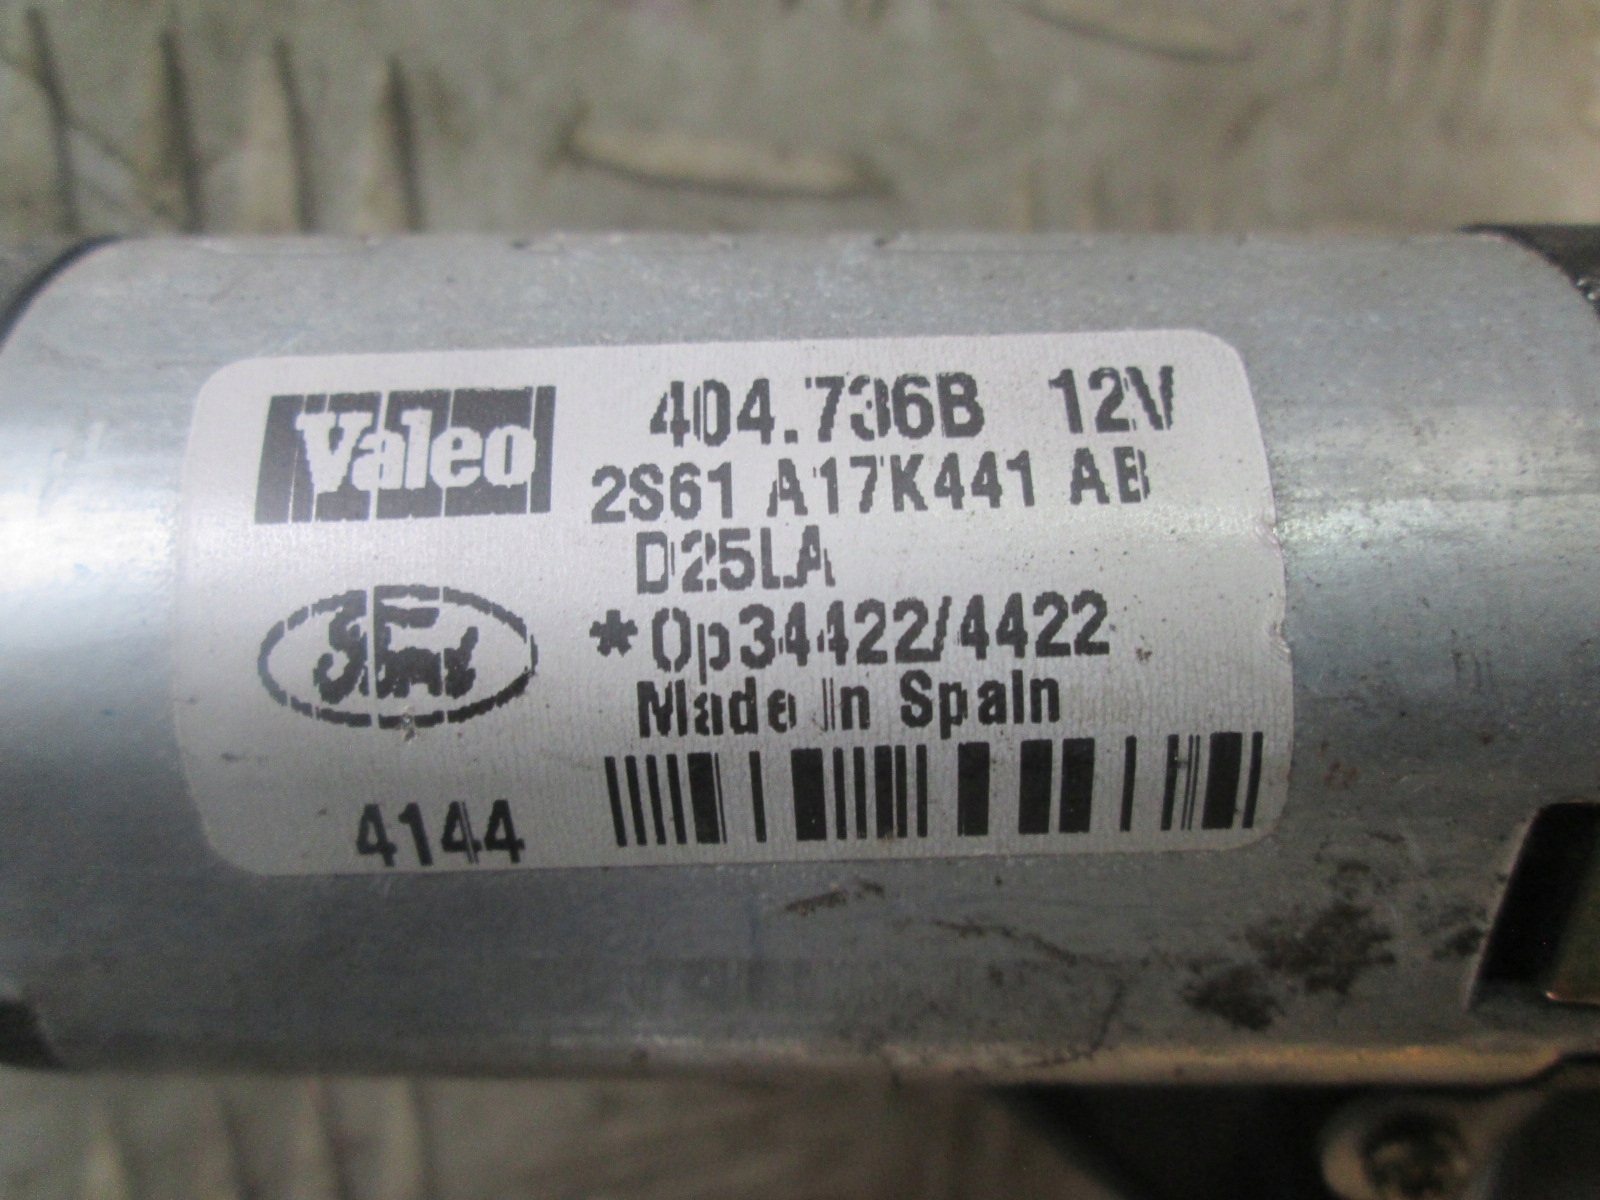 Valeo
404.736B 12V
2S61 A17K441 AB
D25LA
*Op34422/4422
Made In Spain
4144